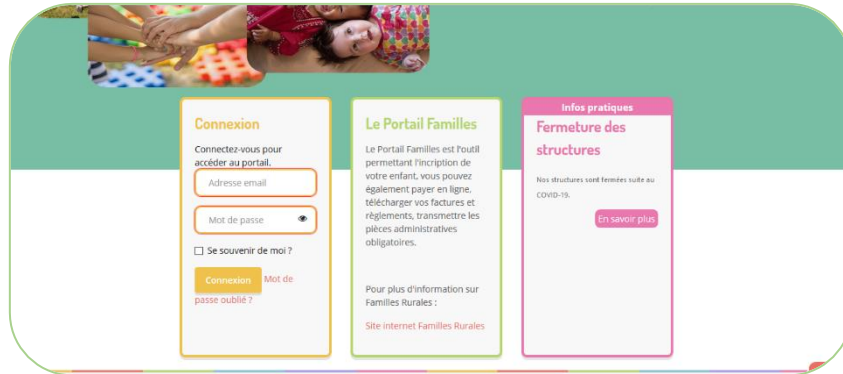 Connexion
Connectez-vous pour
accéder au portail.
Adresse email
Mot de passe
Se souvenir de moi ?
Connexion Mot de
passe oublié ?
Le Portail Familles
Le Portail Familles est l'outil
permettant l'incription de
votre enfant, vous pouvez
également payer en ligne,
télécharger vos factures et
règlements, transmettre les
pièces administratives
obligatoires.
Pour plus d'information sur
Familles Rurales :
Site internet Familles Rurales
Infos pratiques
Fermeture des
structures
Nos structures sont fermées suite au
COVID-19.
En savoir plus